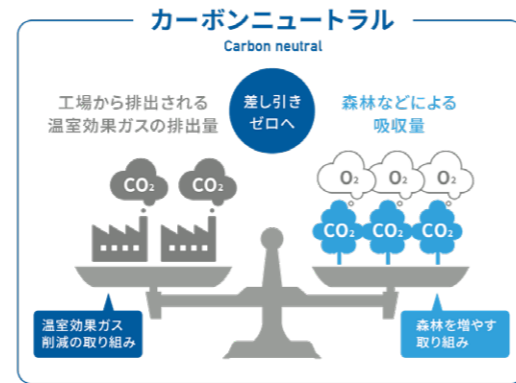 カーボンニュートラル
Carbon neutral
工場から排出される
温室効果ガスの排出量
差し引き
ゼロへ
森林などによる
吸収量
CO₂ CO₂
O₂ O₂ O₂
CO₂ CO₂ CO₂
温室効果ガス
削減の取り組み
森林を増やす
取り組み